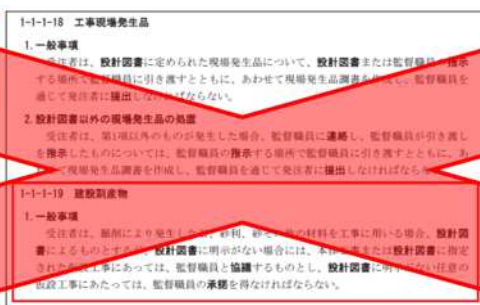 1-1-1-18 工事現場発生品
1. 一般事項
受注者は、設計図書に定められた現場発生品について、設計図書または監督職員の指示
する場所で監督職員に引き渡すとともに、あわせて現場発生品調書を作成し、監督職員を
通じて発注者に提出しなければならない。
2. 設計図書以外の現場発生品の処置
受注者は、第1項以外のものが発生した場合、監督職員に連絡し、監督職員が引き渡し
を指示したものについては、監督職員の指示する場所で監督職員に引き渡すとともに、あ
て現場発生品調書を作成し、監督職員を通じて発注者に提出しなければならない
1-1-1-19 建設副産物
1. 一般事項
受注者は、掘削により発生した 、砂利、砂 の他の材料を工事に用いる場合、設計図
書によるものとするが、設計図書に明示がない場合には、本体工事または設計図書に指定
された仮設工事にあっては、監督職員と協議するものとし、設計図書に明示がない任意の
仮設工事にあたっては、監督職員の承諾を得なければならない。